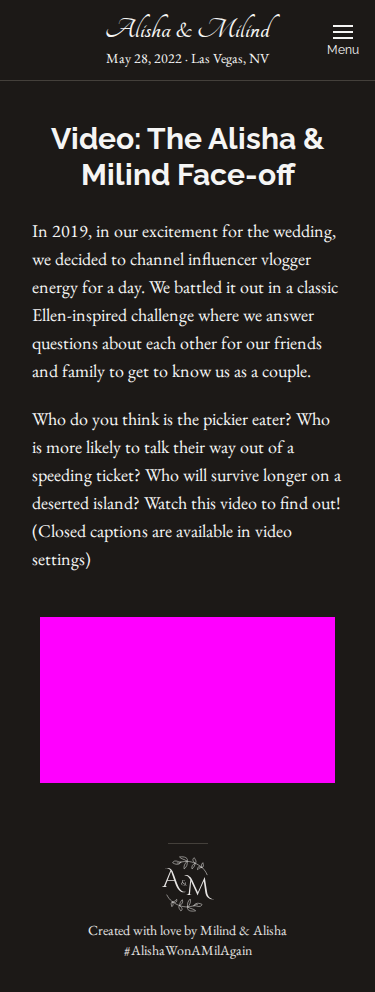 Alisha & Milind
May 28, 2022 · Las Vegas, NV
Menu
Video: The Alisha &
Milind Face-off
In 2019, in our excitement for the wedding,
we decided to channel influencer vlogger
energy for a day. We battled it out in a classic
Ellen-inspired challenge where we answer
questions about each other for our friends
and family to get to know us as a couple.
Who do you think is the pickier eater? Who
is more likely to talk their way out of a
speeding ticket? Who will survive longer on a
deserted island? Watch this video to find out!
(Closed captions are available in video
settings)
A & M
Created with love by Milind & Alisha
#AlishaWonAMilAgain